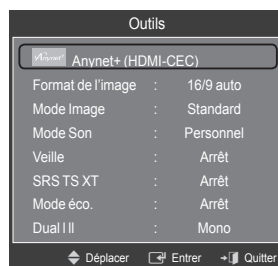 Outils
Anynet+ Anynet+ (HDMI-CEC)
Format de l'image : 16/9 auto
Mode Image : Standard
Mode Son : Personnel
Veille : Arrêt
SRS TS XT : Arrêt
Mode éco. : Arrêt
Dual I II : Mono
Déplacer Entrer Quitter